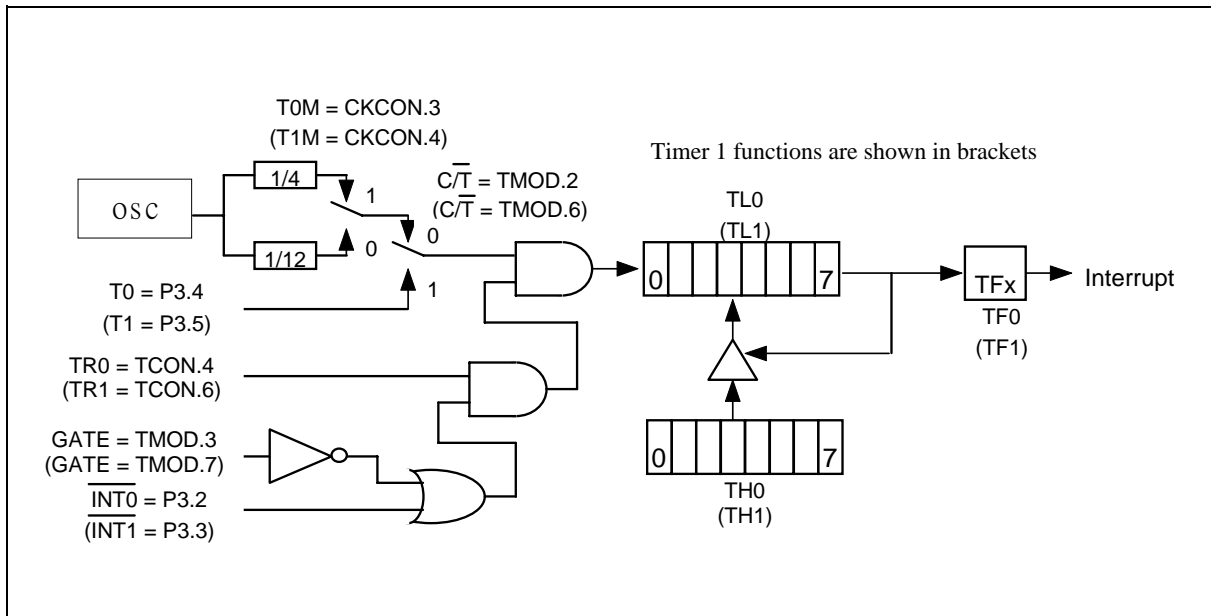 T0M = CKCON.3
(T1M = CKCON.4)
Timer 1 functions are shown in brackets
OSC
1/4
1/12
1
0
C/T̅ = TMOD.2
(C/T̅ = TMOD.6)
0
1
T0 = P3.4
(T1 = P3.5)
TR0 = TCON.4
(TR1 = TCON.6)
GATE = TMOD.3
(GATE = TMOD.7)
I̅N̅T̅0̅ = P3.2
(I̅N̅T̅1̅ = P3.3)
TL0
(TL1)
0 7
TFx
Interrupt
TF0
(TF1)
0 7
TH0
(TH1)